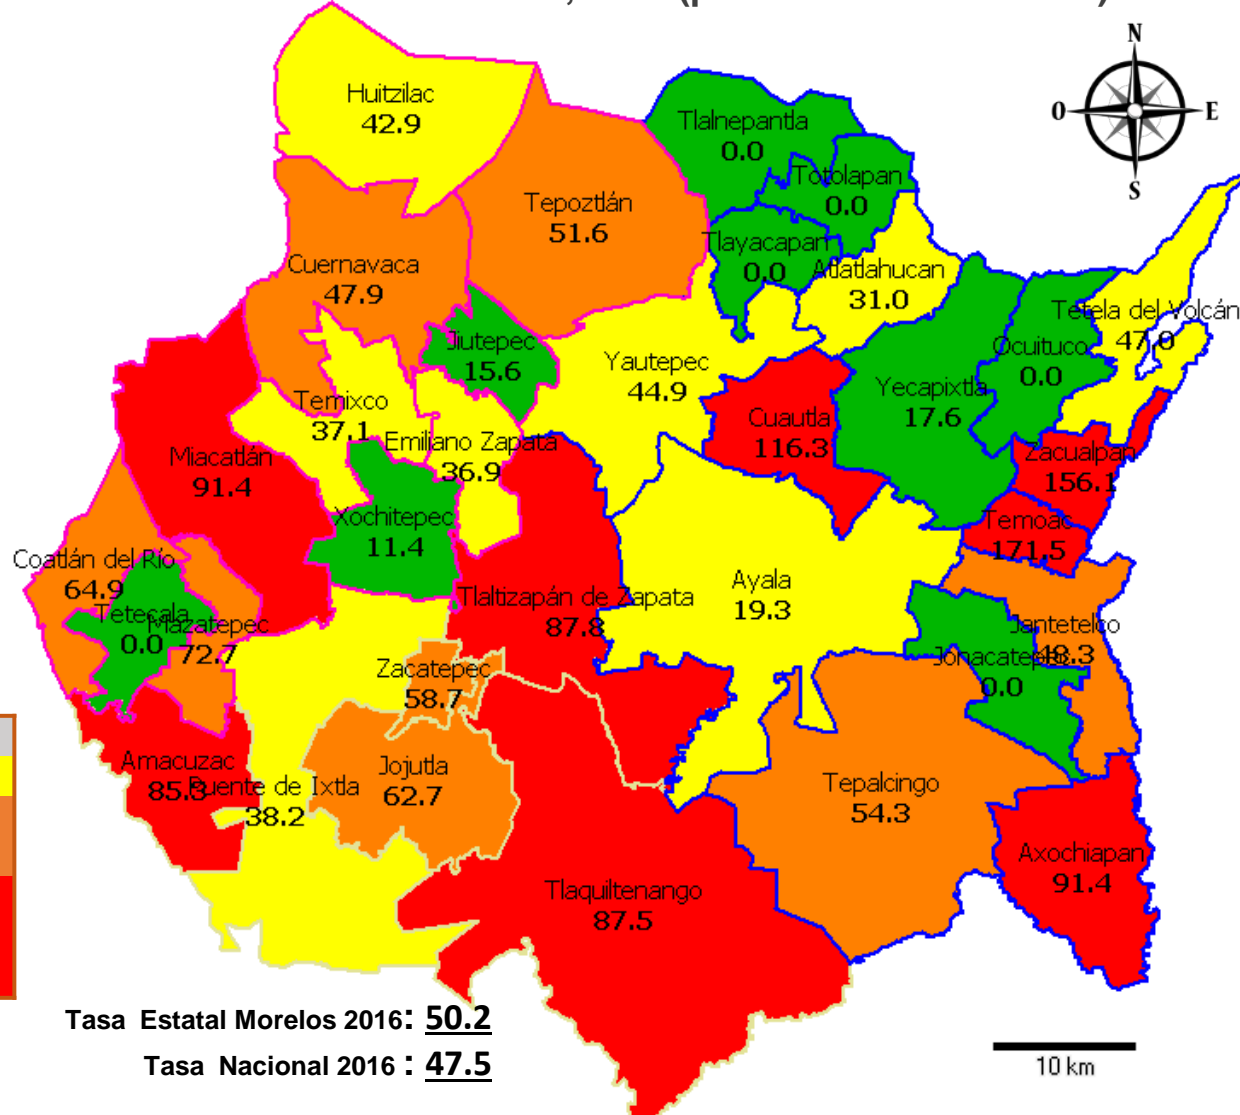 N
O
E
S
Huitzilac
42.9
Tlalnepantla
0.0
Totolapan
0.0
Tepoztlán
51.6
Tlayacapan
0.0
Atlatlahucan
31.0
Cuernavaca
47.9
Tetela del Volcán
47.0
Ocuituco
0.0
Jiutepec
15.6
Yautepec
44.9
Yecapixtla
17.6
Temixco
37.1
Cuautla
116.3
Emiliano Zapata
36.9
Miacatlán
91.4
Zacualpan
156.1
Xochitepec
11.4
Temoac
171.5
Coatlán del Río
64.9
Ayala
19.3
Tlaltizapán de Zapata
87.8
Tetecala
0.0
Mazatepec
72.7
Jantetelco
48.3
Jonacatepec
0.0
Zacatepec
58.7
Amacuzac
85.3
Puente de Ixtla
38.2
Jojutla
62.7
Tepalcingo
54.3
Axochiapan
91.4
Tlaquiltenango
87.5
Tasa Estatal Morelos 2016: 50.2
Tasa Nacional 2016 : 47.5
10 km